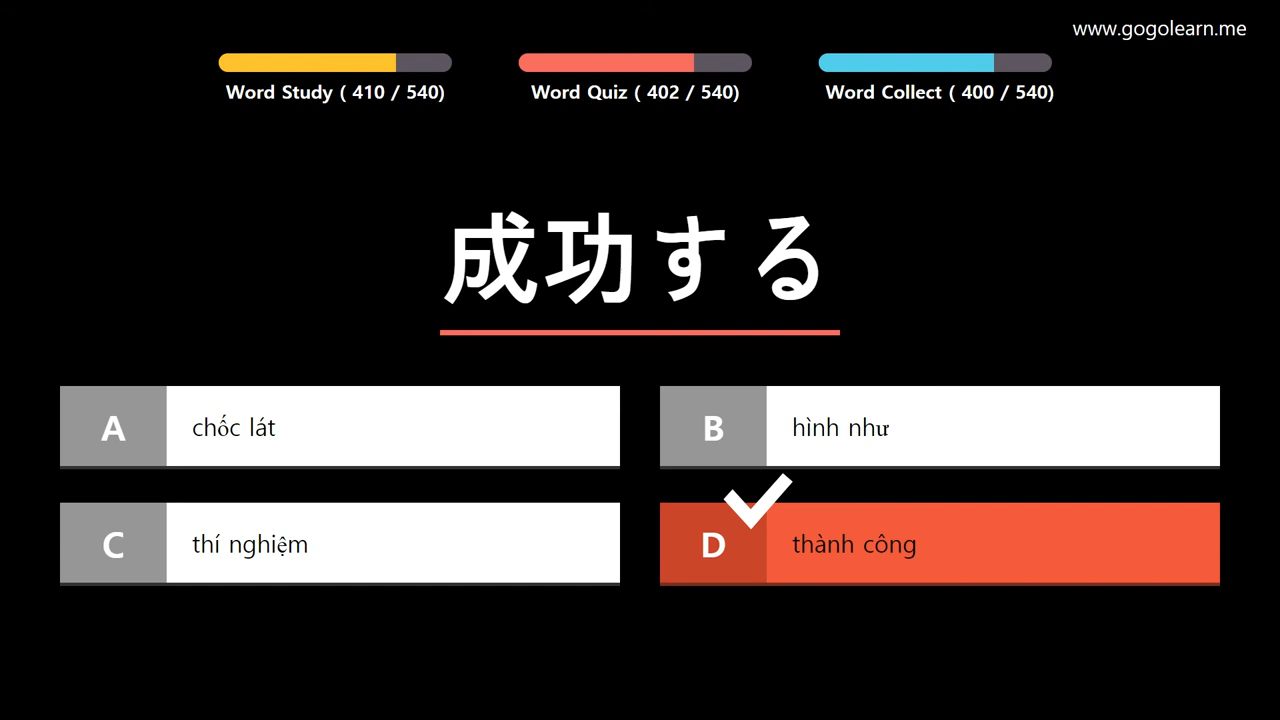 www.gogolearn.me
Word Study ( 410 / 540)
Word Quiz ( 402 / 540)
Word Collect ( 400 / 540)
成功する
A chốc lát
B hình như
C thí nghiệm
D thành công